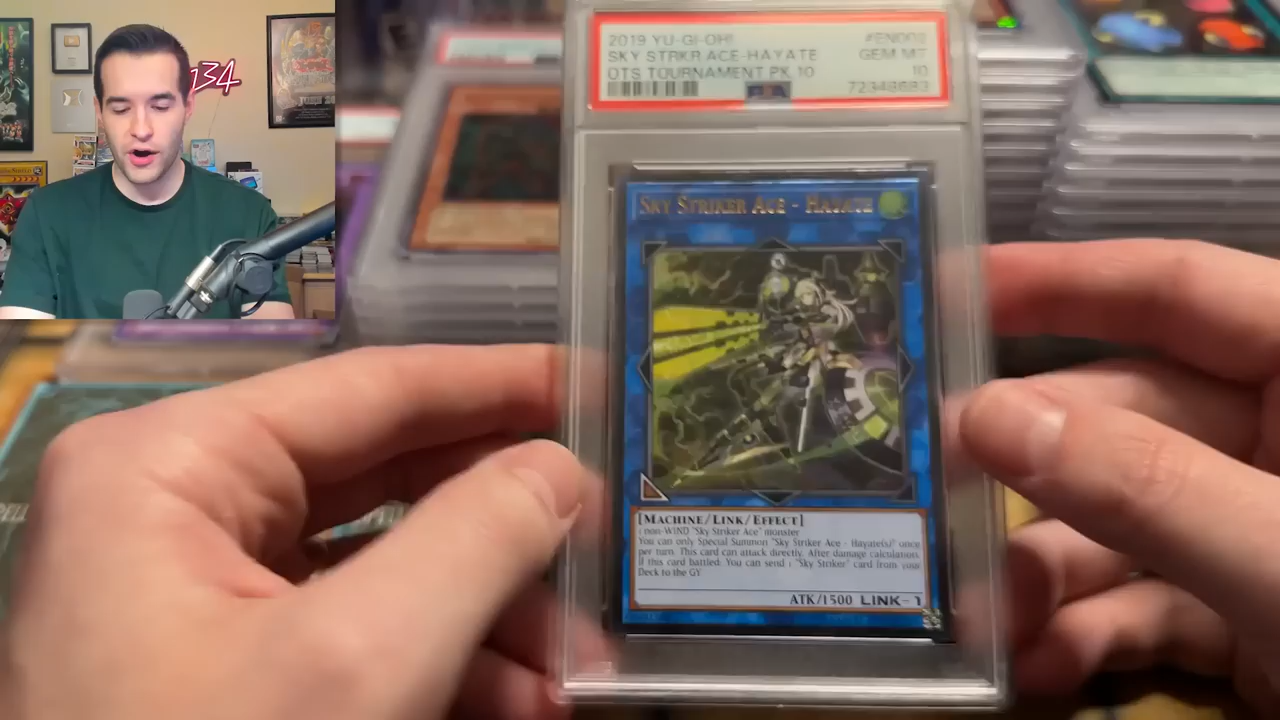 134
2019 YU-GI-OH! #EN003
SKY STRKR ACE-HAYATE GEM MT
OTS TOURNAMENT PK 10 10
72348683
PSA
SKY STRIKER ACE - HAYATE
[MACHINE/LINK/EFFECT]
1 non-WIND "Sky Striker Ace" monster
You can only Special Summon "Sky Striker Ace - Hayate(s)" once
per turn. This card can attack directly. After damage calculation,
if this card battled: You can send 1 "Sky Striker" card from your
Deck to the GY.
ATK/1500 LINK-1